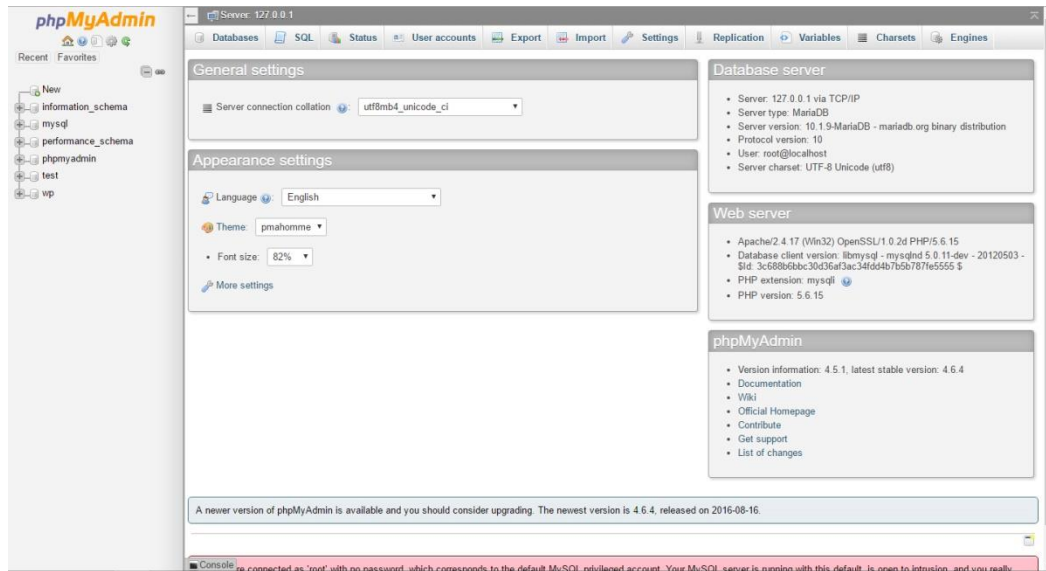 phpMyAdmin
Recent Favorites
New
information_schema
mysql
performance_schema
phpmyadmin
test
wp
Server: 127.0.0.1
Databases SQL Status User accounts Export Import Settings Replication Variables Charsets Engines
General settings
Server connection collation : utf8mb4_unicode_ci
Appearance settings
Language : English
Theme: pmahomme
• Font size: 82%
More settings
Database server
• Server: 127.0.0.1 via TCP/IP
• Server type: MariaDB
• Server version: 10.1.9-MariaDB - mariadb.org binary distribution
• Protocol version: 10
• User: root@localhost
• Server charset: UTF-8 Unicode (utf8)
Web server
• Apache/2.4.17 (Win32) OpenSSL/1.0.2d PHP/5.6.15
• Database client version: libmysql - mysqlnd 5.0.11-dev - 20120503 -
$Id: 3c688b6bbc30d36af3ac34fdd4b7b5b787fe5555 $
• PHP extension: mysqli
• PHP version: 5.6.15
phpMyAdmin
• Version information: 4.5.1, latest stable version: 4.6.4
• Documentation
• Wiki
• Official Homepage
• Contribute
• Get support
• List of changes
A newer version of phpMyAdmin is available and you should consider upgrading. The newest version is 4.6.4, released on 2016-08-16.
Console
connected as 'root' with no password, which corresponds to the default MySQL privileged account. Your MySQL server is running with this default, is open to intrusion, and you really